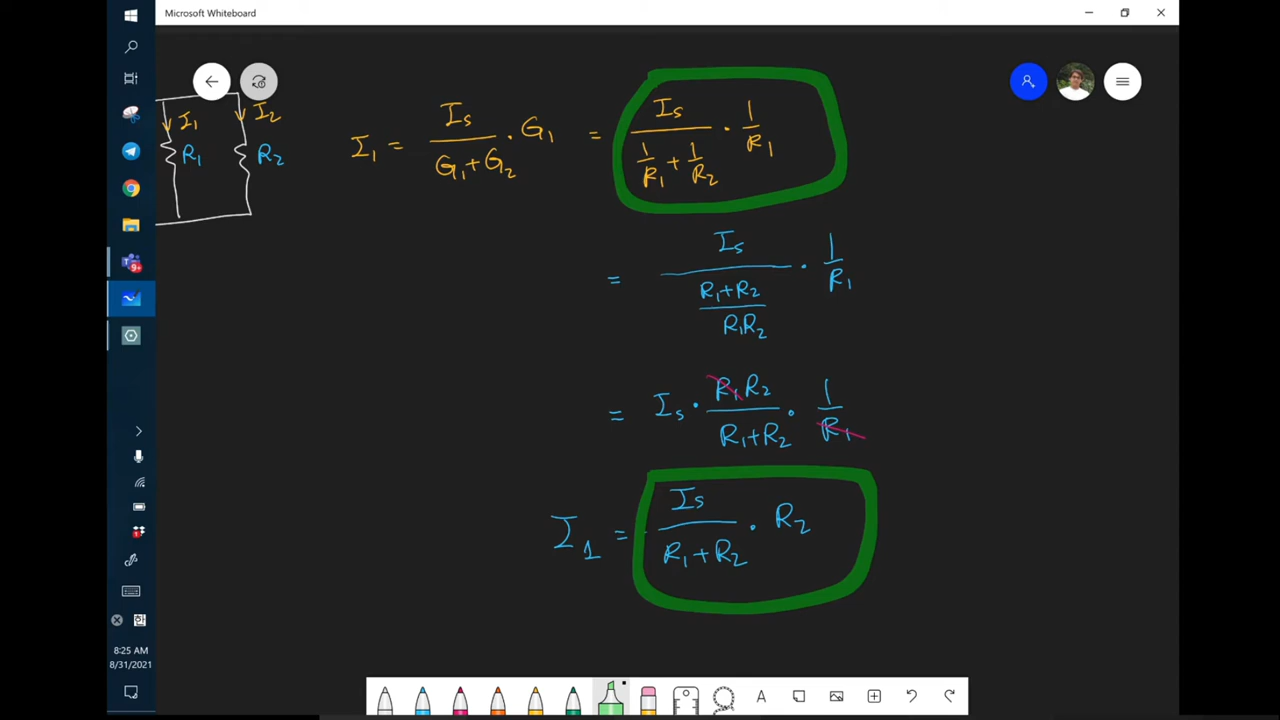 Microsoft Whiteboard
I₁ I₂
R₁ R₂
I₁ = Is/(G₁+G₂) · G₁ = Is/(1/R₁ + 1/R₂) · 1/R₁
= Is/((R₁+R₂)/(R₁R₂)) · 1/R₁
= Is · R₁R₂/(R₁+R₂) · 1/R₁
I₁ = Is/(R₁+R₂) · R₂
9+
8:25 AM
8/31/2021
A